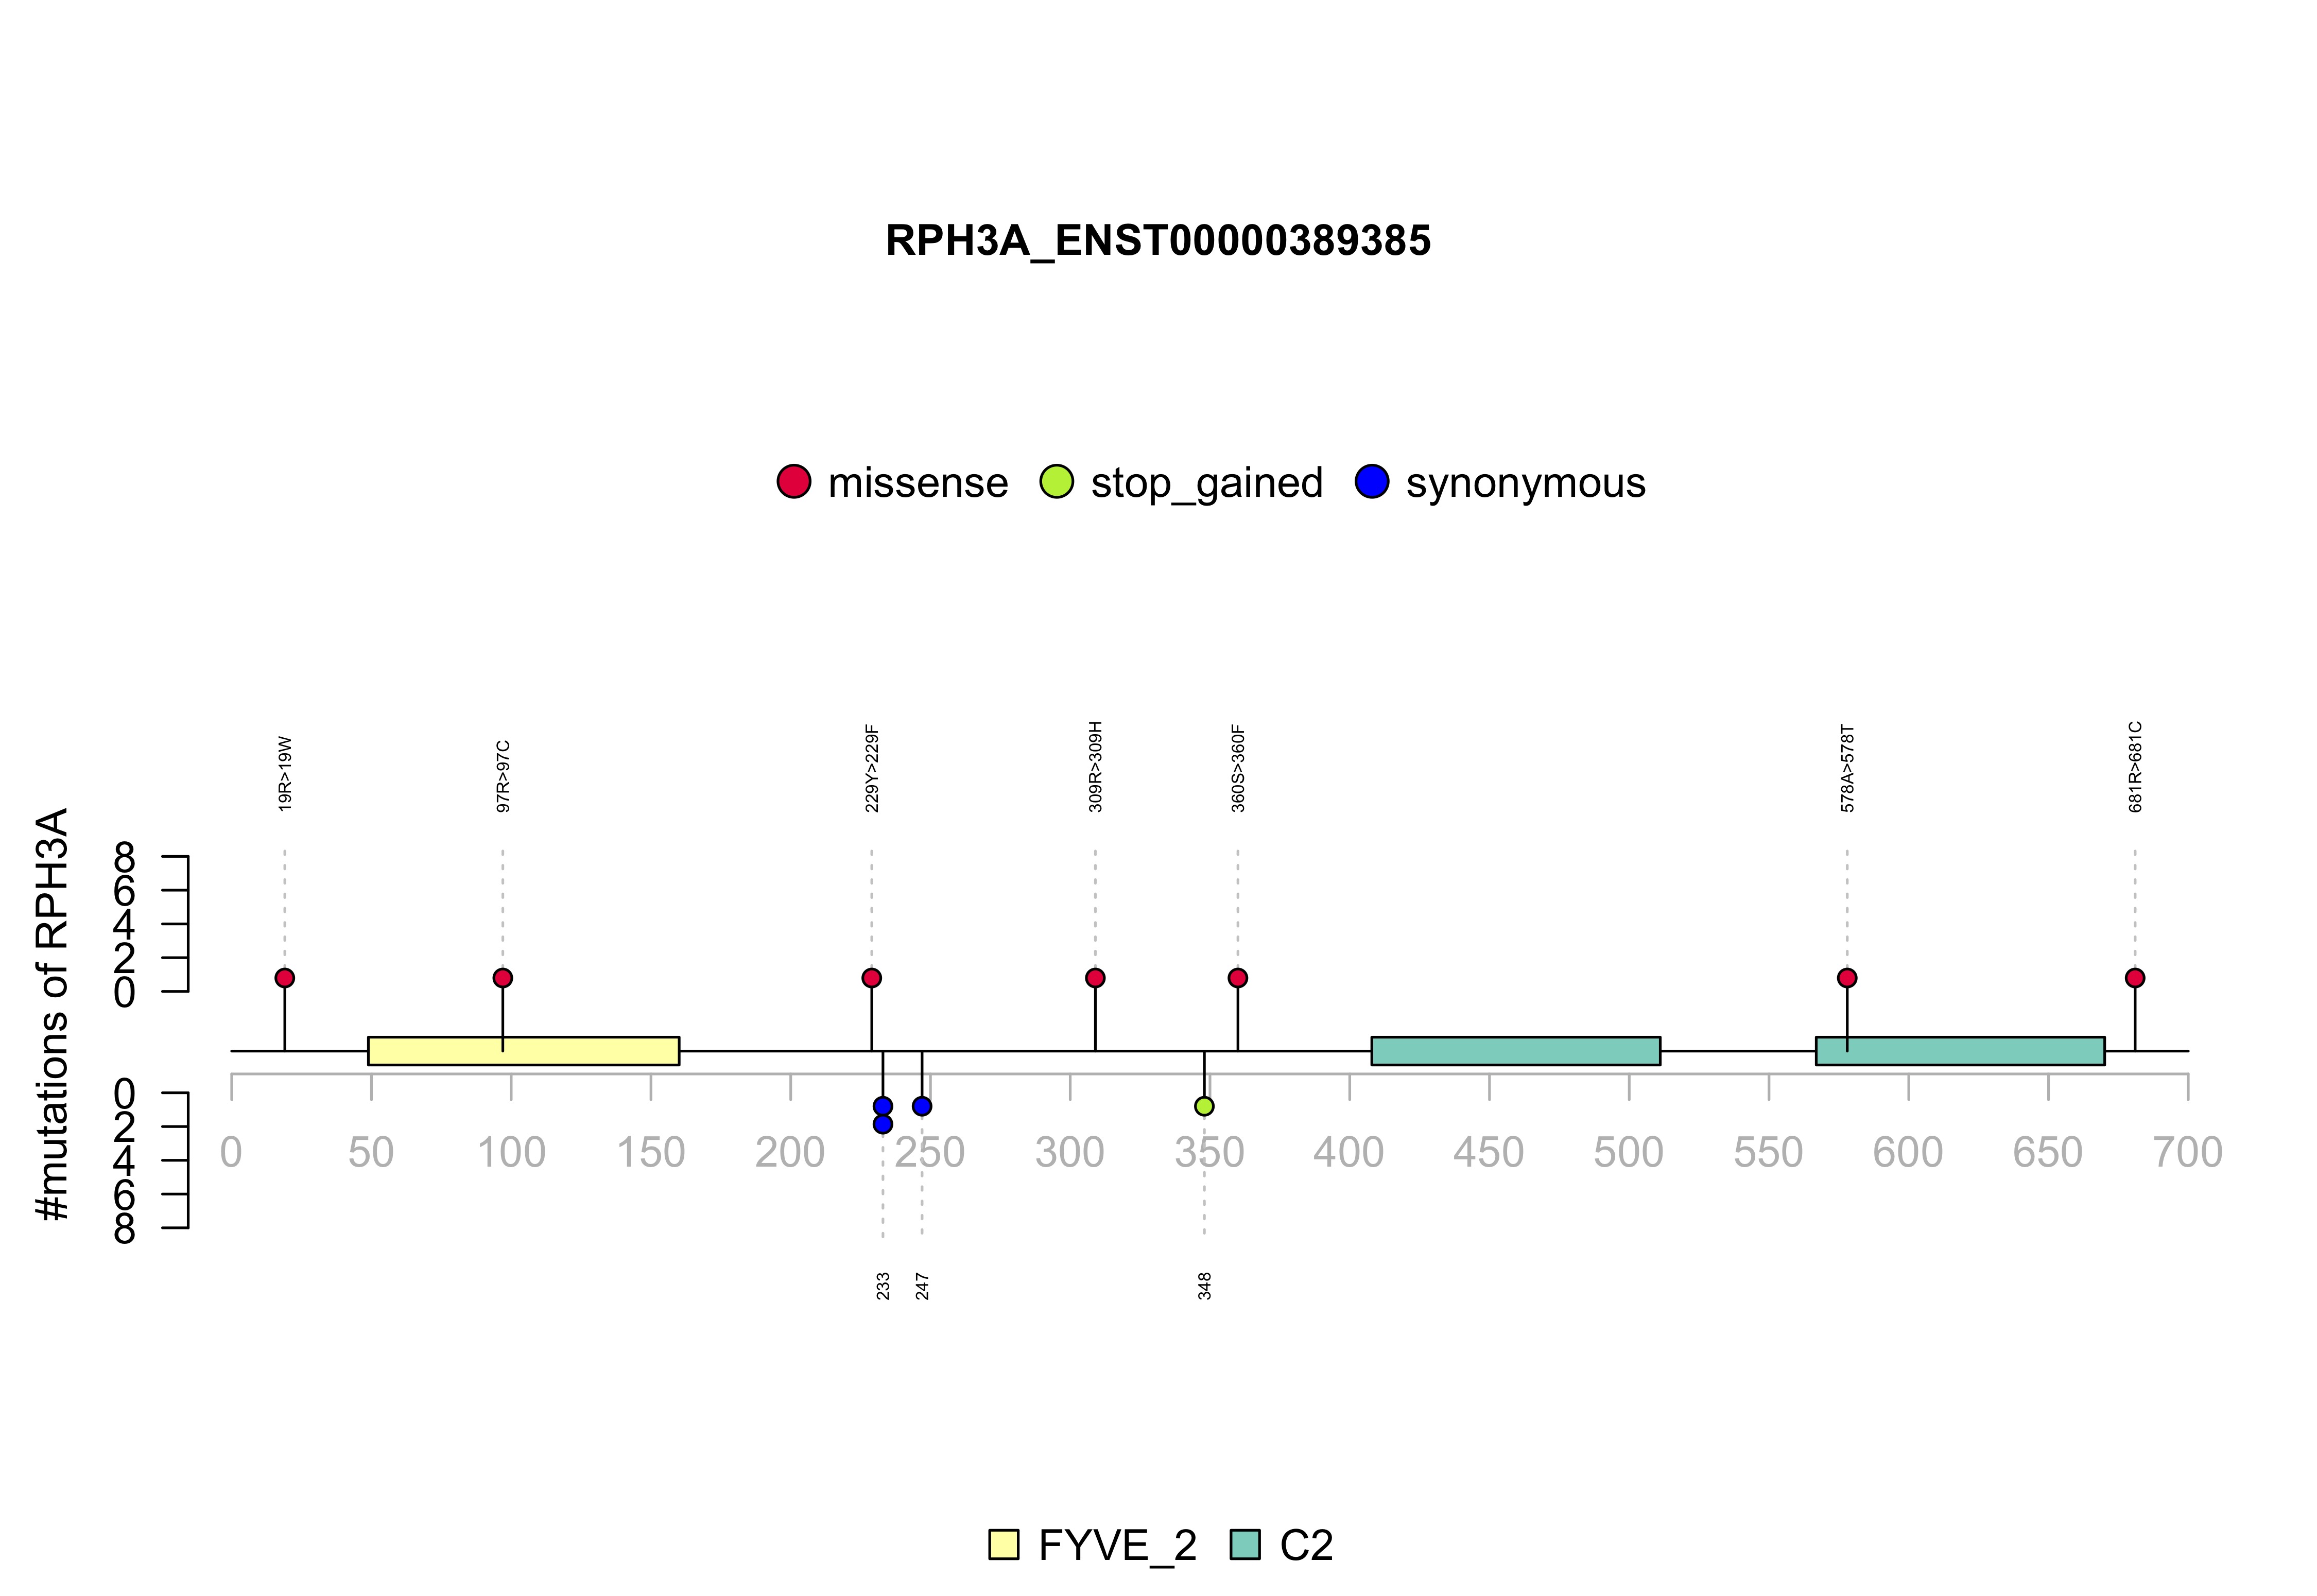 RPH3A_ENST00000389385
missense stop_gained synonymous
19R>19W
97R>97C
229Y>229F
309R>309H
360S>360F
578A>578T
681R>681C
#mutations of RPH3A
8
6
4
2
0
0
2
4
6
8
0 50 100 150 200 250 300 350 400 450 500 550 600 650 700
233
247
348
FYVE_2 C2